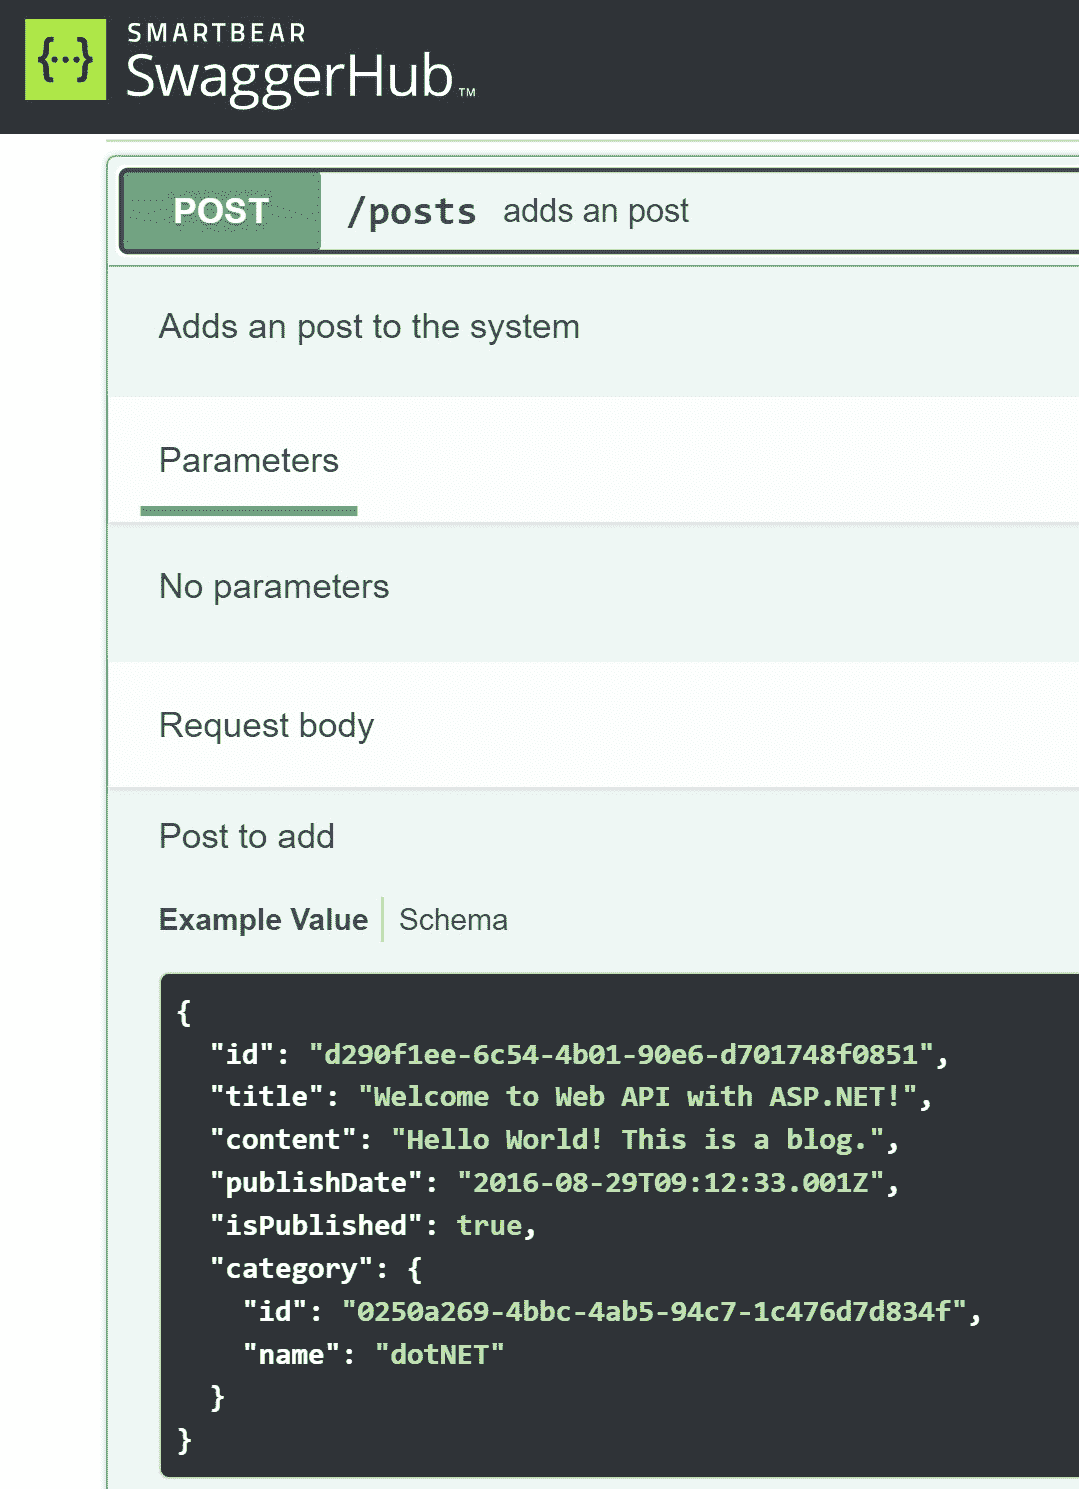 SMARTBEAR
{...} SwaggerHub™
POST /posts adds an post
Adds an post to the system
Parameters
No parameters
Request body
Post to add
Example Value | Schema
{
  "id": "d290f1ee-6c54-4b01-90e6-d701748f0851",
  "title": "Welcome to Web API with ASP.NET!",
  "content": "Hello World! This is a blog.",
  "publishDate": "2016-08-29T09:12:33.001Z",
  "isPublished": true,
  "category": {
    "id": "0250a269-4bbc-4ab5-94c7-1c476d7d834f",
    "name": "dotNET"
  }
}